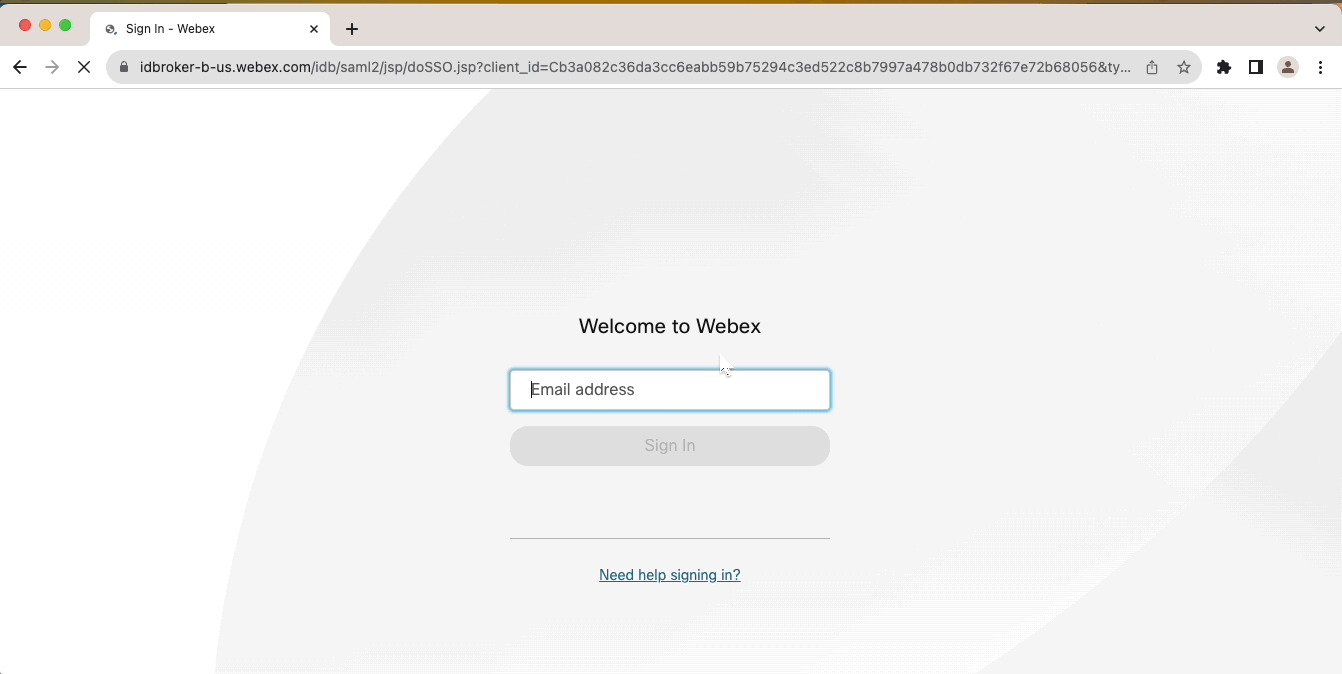 Sign In - Webex
idbroker-b-us.webex.com/idb/saml2/jsp/doSSO.jsp?client_id=Cb3a082c36da3cc6eabb59b75294c3ed522c8b7997a478b0db732f67e72b68056&ty...
Welcome to Webex
Email address
Sign In
Need help signing in?